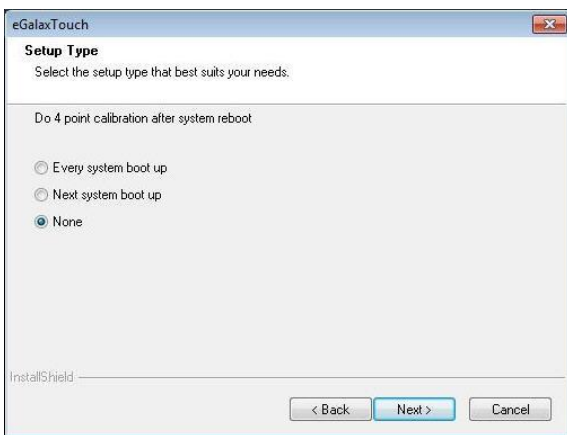 eGalaxTouch
Setup Type
Select the setup type that best suits your needs.
Do 4 point calibration after system reboot
Every system boot up
Next system boot up
None
InstallShield
< Back Next > Cancel